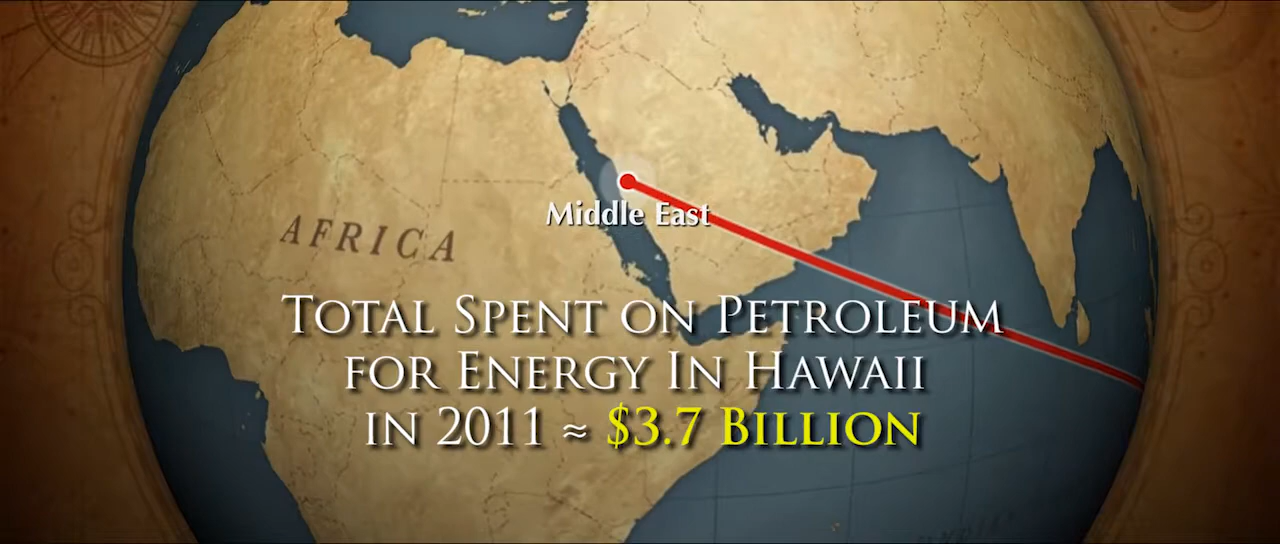 AFRICA
Middle East
TOTAL SPENT ON PETROLEUM
FOR ENERGY IN HAWAII
IN 2011 ≈ $3.7 BILLION